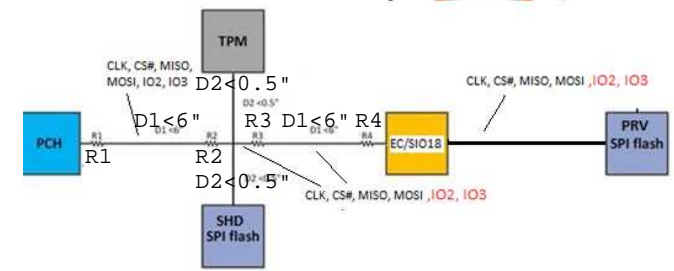 TPM
CLK, CS#, MISO,
MOSI, IO2, IO3
D2<0.5"
D2 <0.5"
CLK, CS#, MISO, MOSI ,IO2, IO3
PCH
R1
R1
D1<6"
D1 <6"
R2
R2
R3
R3
D1<6"
D1 <6"
R4
R4
EC/SIO18
PRV
SPI flash
D2<0.5"
D2 <0.5"
CLK, CS#, MISO, MOSI ,IO2, IO3
SHD
SPI flash